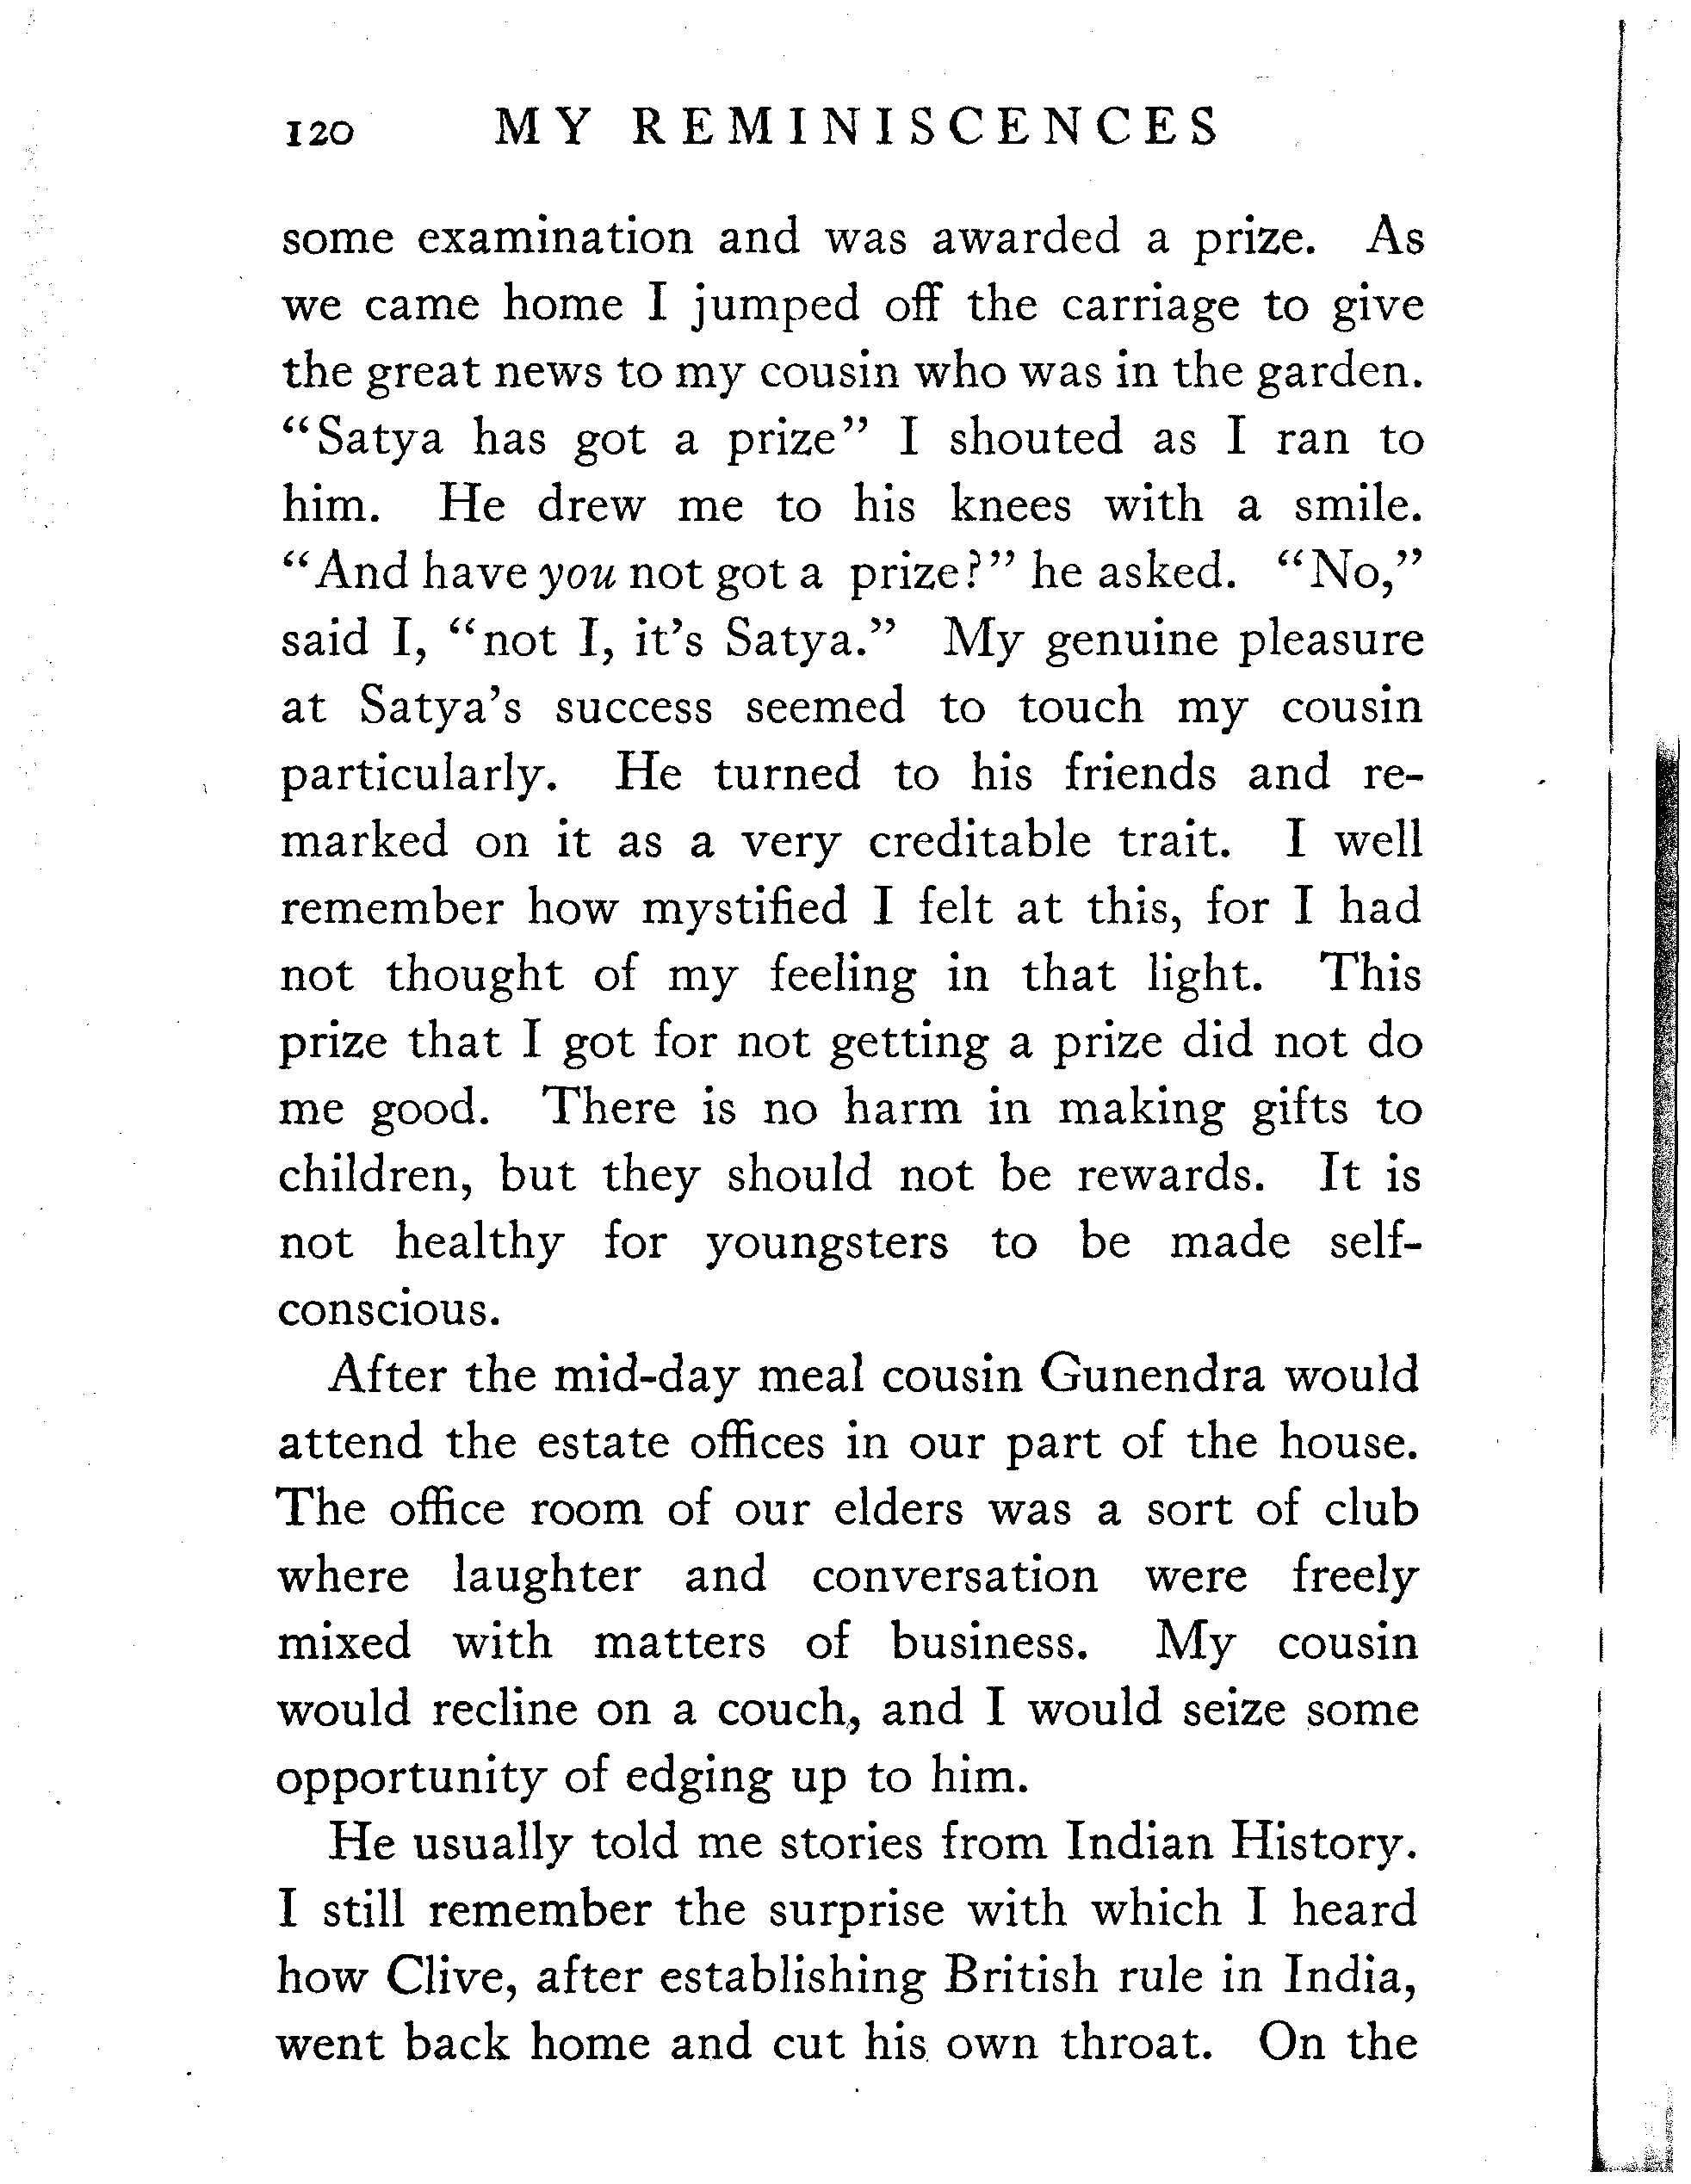 120 MY REMINISCENCES
some examination and was awarded a prize. As
we came home I jumped off the carriage to give
the great news to my cousin who was in the garden.
“Satya has got a prize” I shouted as I ran to
him. He drew me to his knees with a smile.
“And have you not got a prize?” he asked. “No,”
said I, “not I, it’s Satya.” My genuine pleasure
at Satya’s success seemed to touch my cousin
particularly. He turned to his friends and re-
marked on it as a very creditable trait. I well
remember how mystified I felt at this, for I had
not thought of my feeling in that light. This
prize that I got for not getting a prize did not do
me good. There is no harm in making gifts to
children, but they should not be rewards. It is
not healthy for youngsters to be made self-
conscious.
After the mid-day meal cousin Gunendra would
attend the estate offices in our part of the house.
The office room of our elders was a sort of club
where laughter and conversation were freely
mixed with matters of business. My cousin
would recline on a couch, and I would seize some
opportunity of edging up to him.
He usually told me stories from Indian History.
I still remember the surprise with which I heard
how Clive, after establishing British rule in India,
went back home and cut his own throat. On the